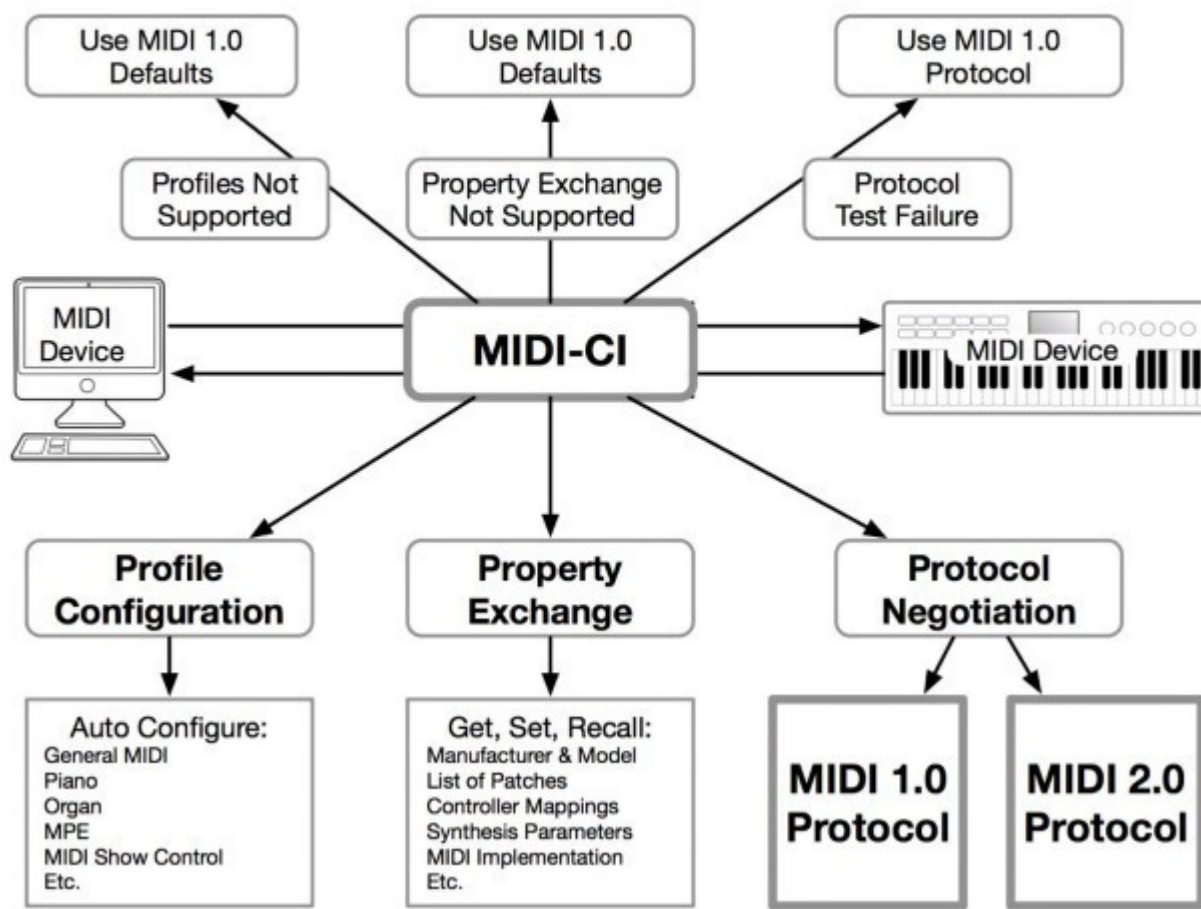 Use MIDI 1.0
Defaults
Use MIDI 1.0
Defaults
Use MIDI 1.0
Protocol
Profiles Not
Supported
Property Exchange
Not Supported
Protocol
Test Failure
MIDI
Device
MIDI-CI
MIDI Device
Profile
Configuration
Property
Exchange
Protocol
Negotiation
Auto Configure:
General MIDI
Piano
Organ
MPE
MIDI Show Control
Etc.
Get, Set, Recall:
Manufacturer & Model
List of Patches
Controller Mappings
Synthesis Parameters
MIDI Implementation
Etc.
MIDI 1.0
Protocol
MIDI 2.0
Protocol